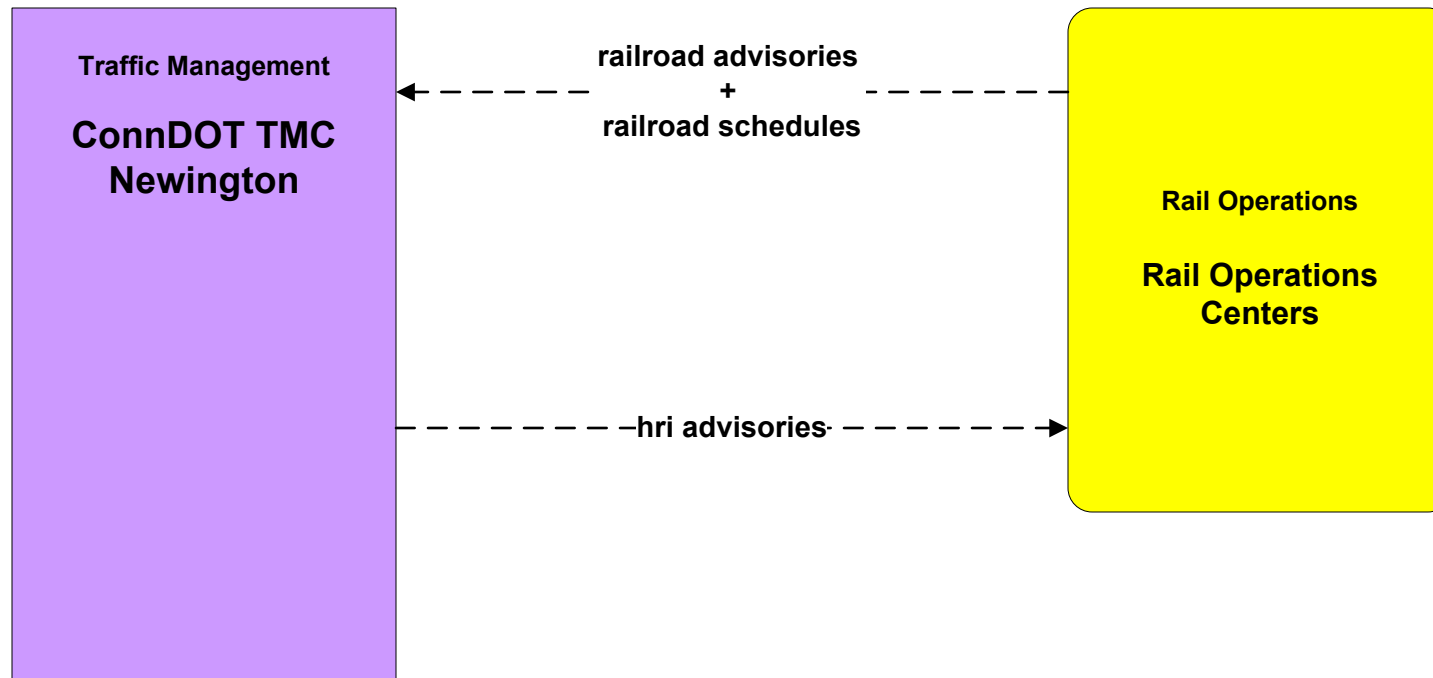 Traffic Management
ConnDOT TMC
Newington
railroad advisories
+
railroad schedules
hri advisories
Rail Operations
Rail Operations
Centers